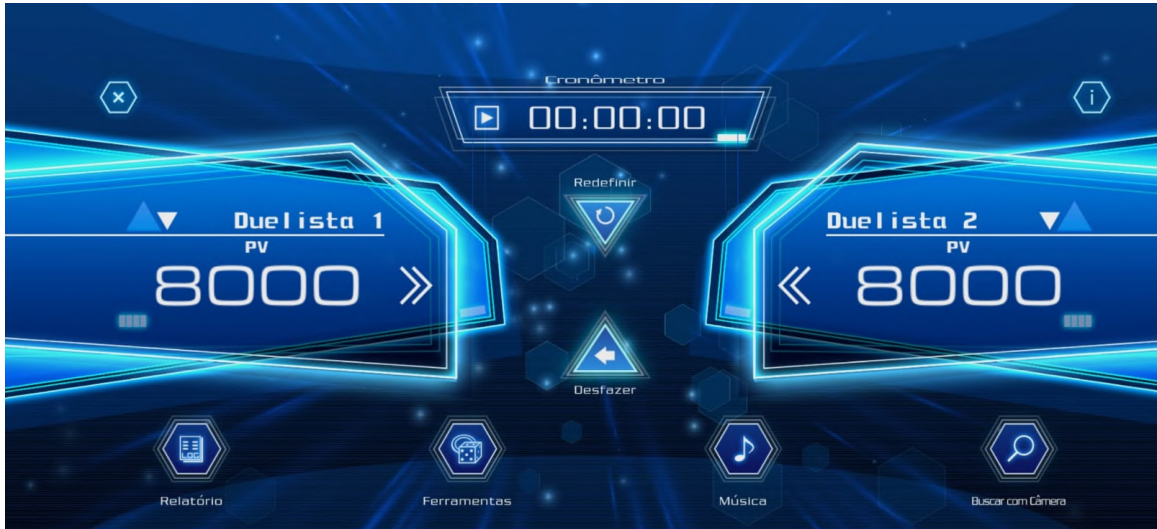 Cronômetro
00:00:00
i
Redefinir
Duelista 1
PV
8000
Duelista 2
PV
8000
Desfazer
LOG
Relatório
Ferramentas
Música
Buscar com Câmera